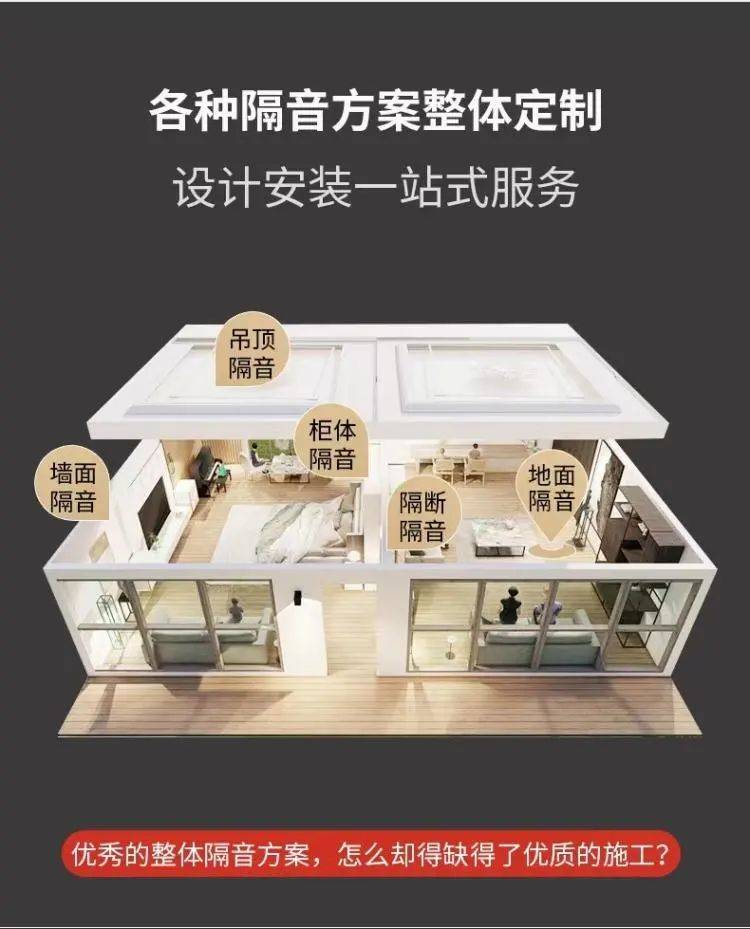 各种隔音方案整体定制
设计安装一站式服务
吊顶
隔音
柜体
隔音
墙面
隔音
隔断
隔音
地面
隔音
优秀的整体隔音方案，怎么却得缺得了优质的施工？